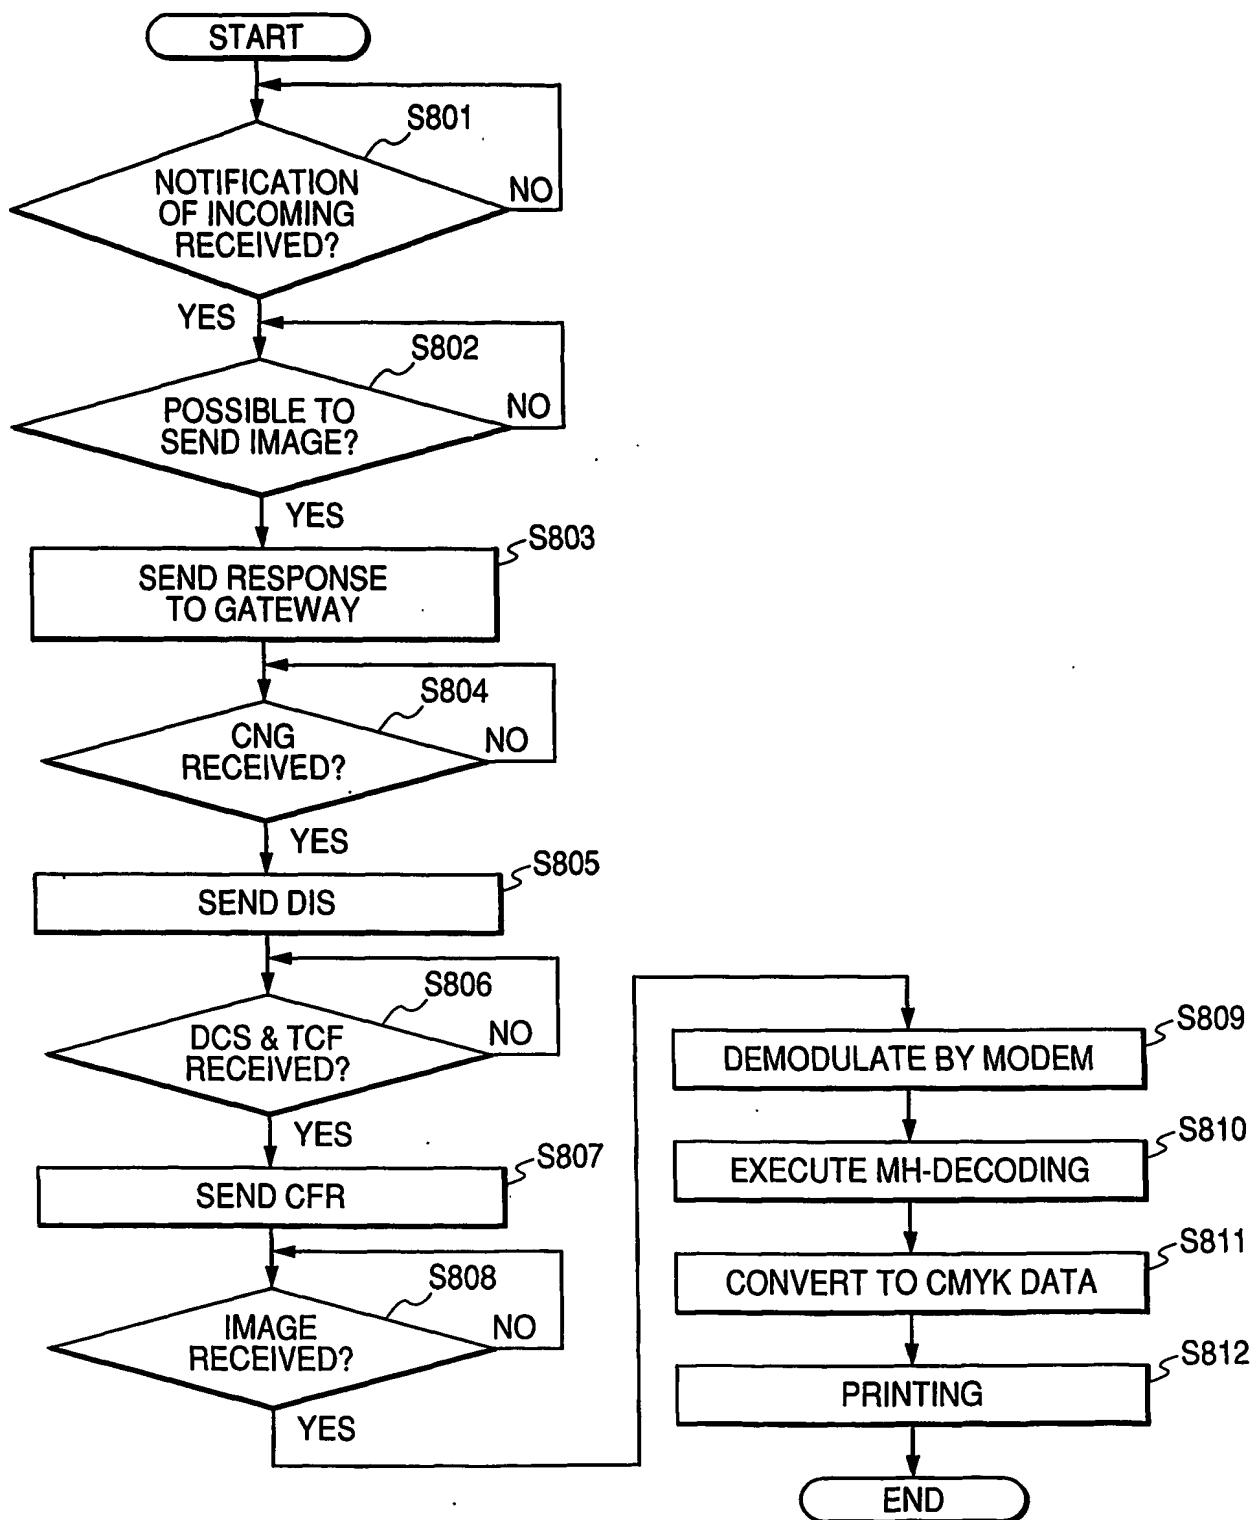 START
S801
NOTIFICATION
OF INCOMING
RECEIVED?
NO
YES
S802
POSSIBLE TO
SEND IMAGE?
NO
YES
S803
SEND RESPONSE
TO GATEWAY
S804
CNG
RECEIVED?
NO
YES
S805
SEND DIS
S806
DCS & TCF
RECEIVED?
NO
YES
S807
SEND CFR
S808
IMAGE
RECEIVED?
NO
YES
S809
DEMODULATE BY MODEM
S810
EXECUTE MH-DECODING
S811
CONVERT TO CMYK DATA
S812
PRINTING
END